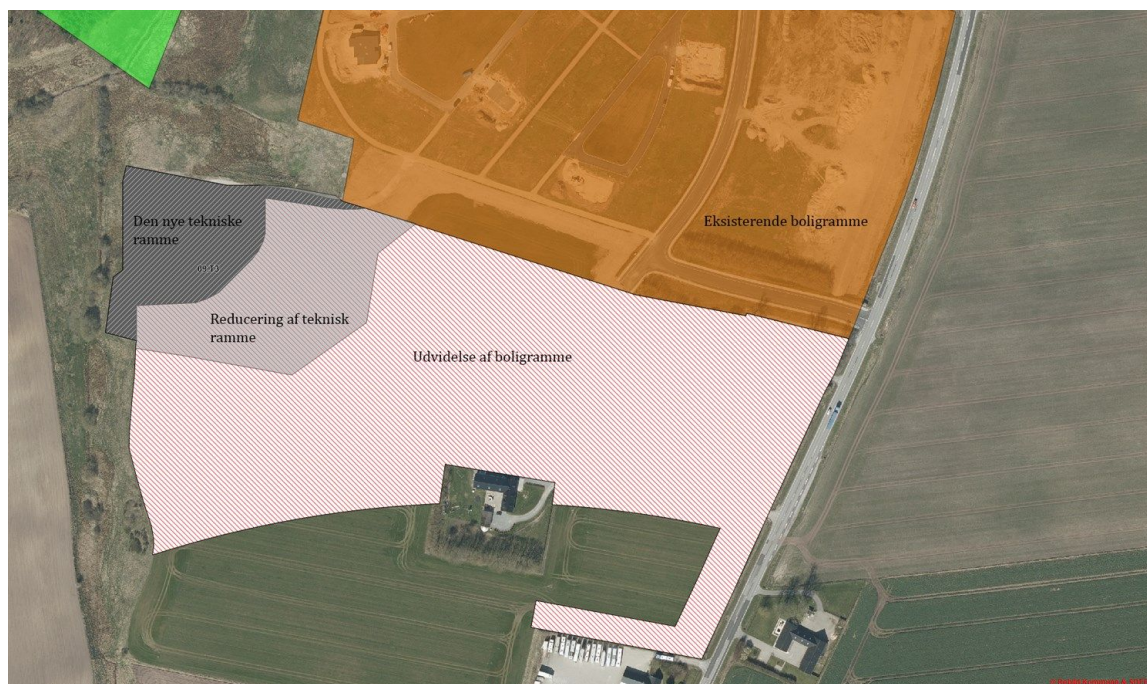 Eksisterende boligramme
Den nye tekniske
ramme
Reducering af teknisk
ramme
Udvidelse af boligramme